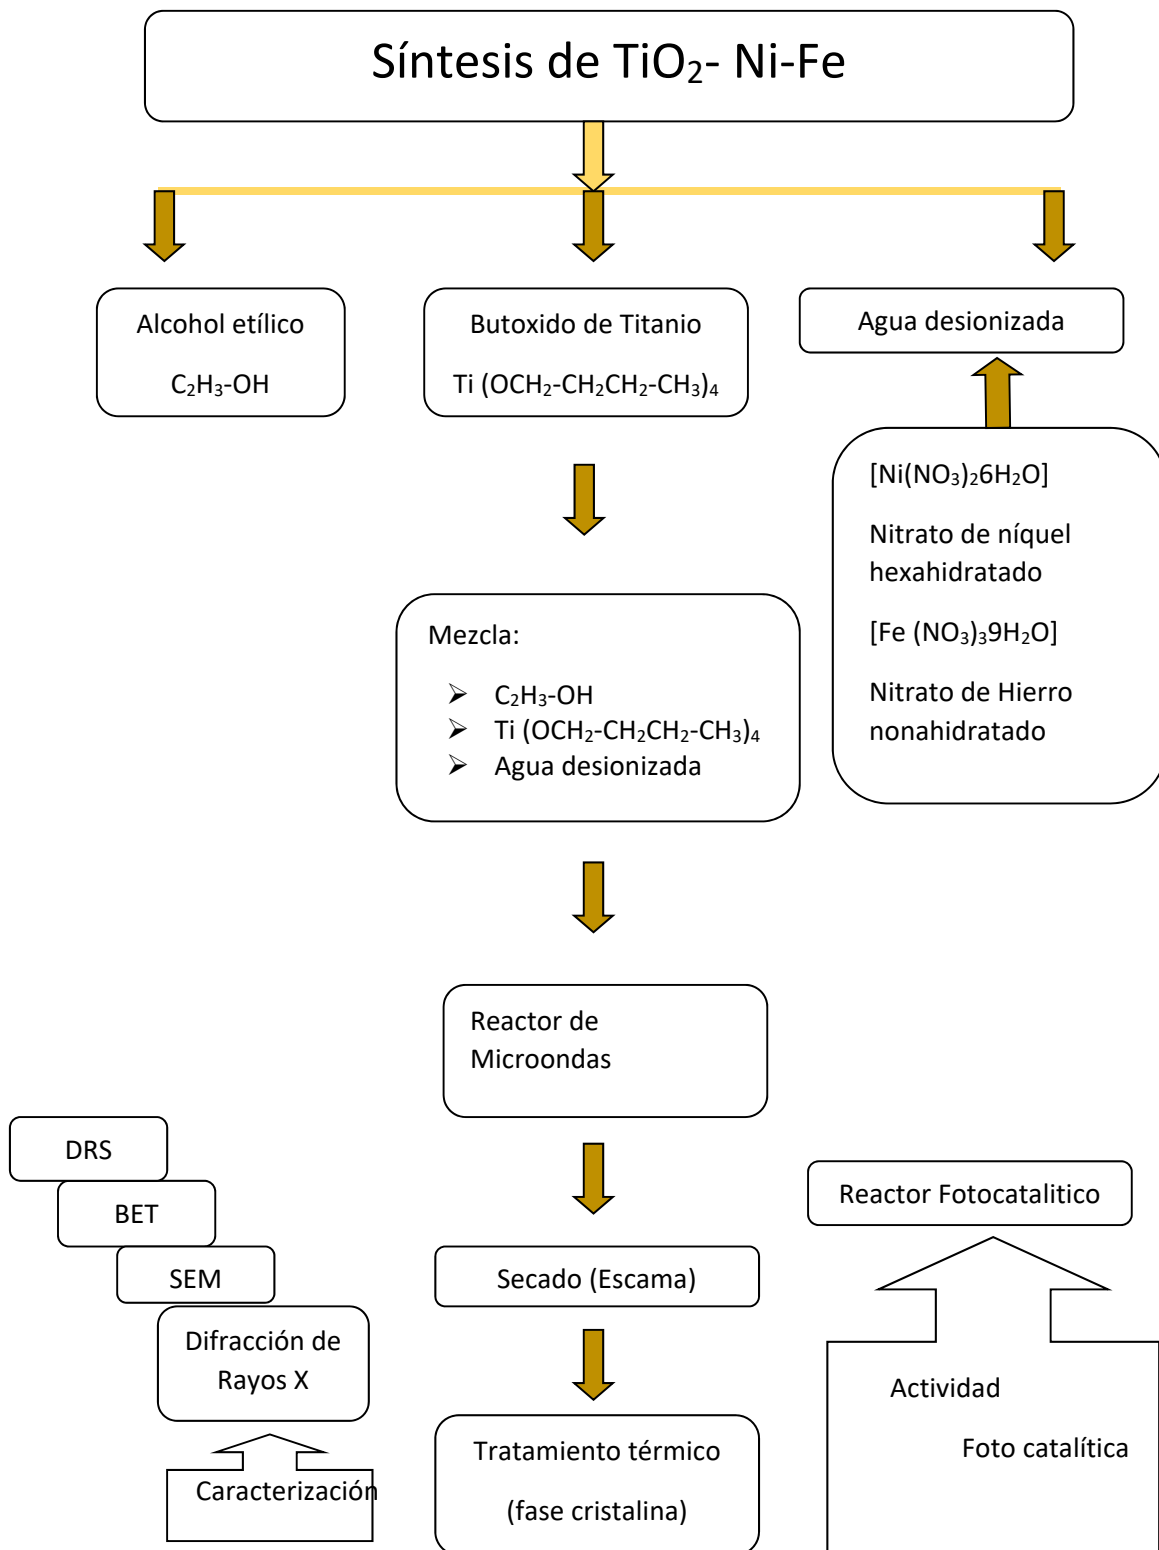 Síntesis de TiO₂- Ni-Fe
Alcohol etílico
C₂H₃-OH
Butoxido de Titanio
Ti (OCH₂-CH₂CH₂-CH₃)₄
Agua desionizada
[Ni(NO₃)₂6H₂O]
Nitrato de níquel
hexahidratado
[Fe (NO₃)₃9H₂O]
Nitrato de Hierro
nonahidratado
Mezcla:
➢ C₂H₃-OH
➢ Ti (OCH₂-CH₂CH₂-CH₃)₄
➢ Agua desionizada
Reactor de
Microondas
DRS
BET
SEM
Difracción de
Rayos X
Caracterización
Secado (Escama)
Tratamiento térmico
(fase cristalina)
Reactor Fotocatalitico
Actividad
Foto catalítica